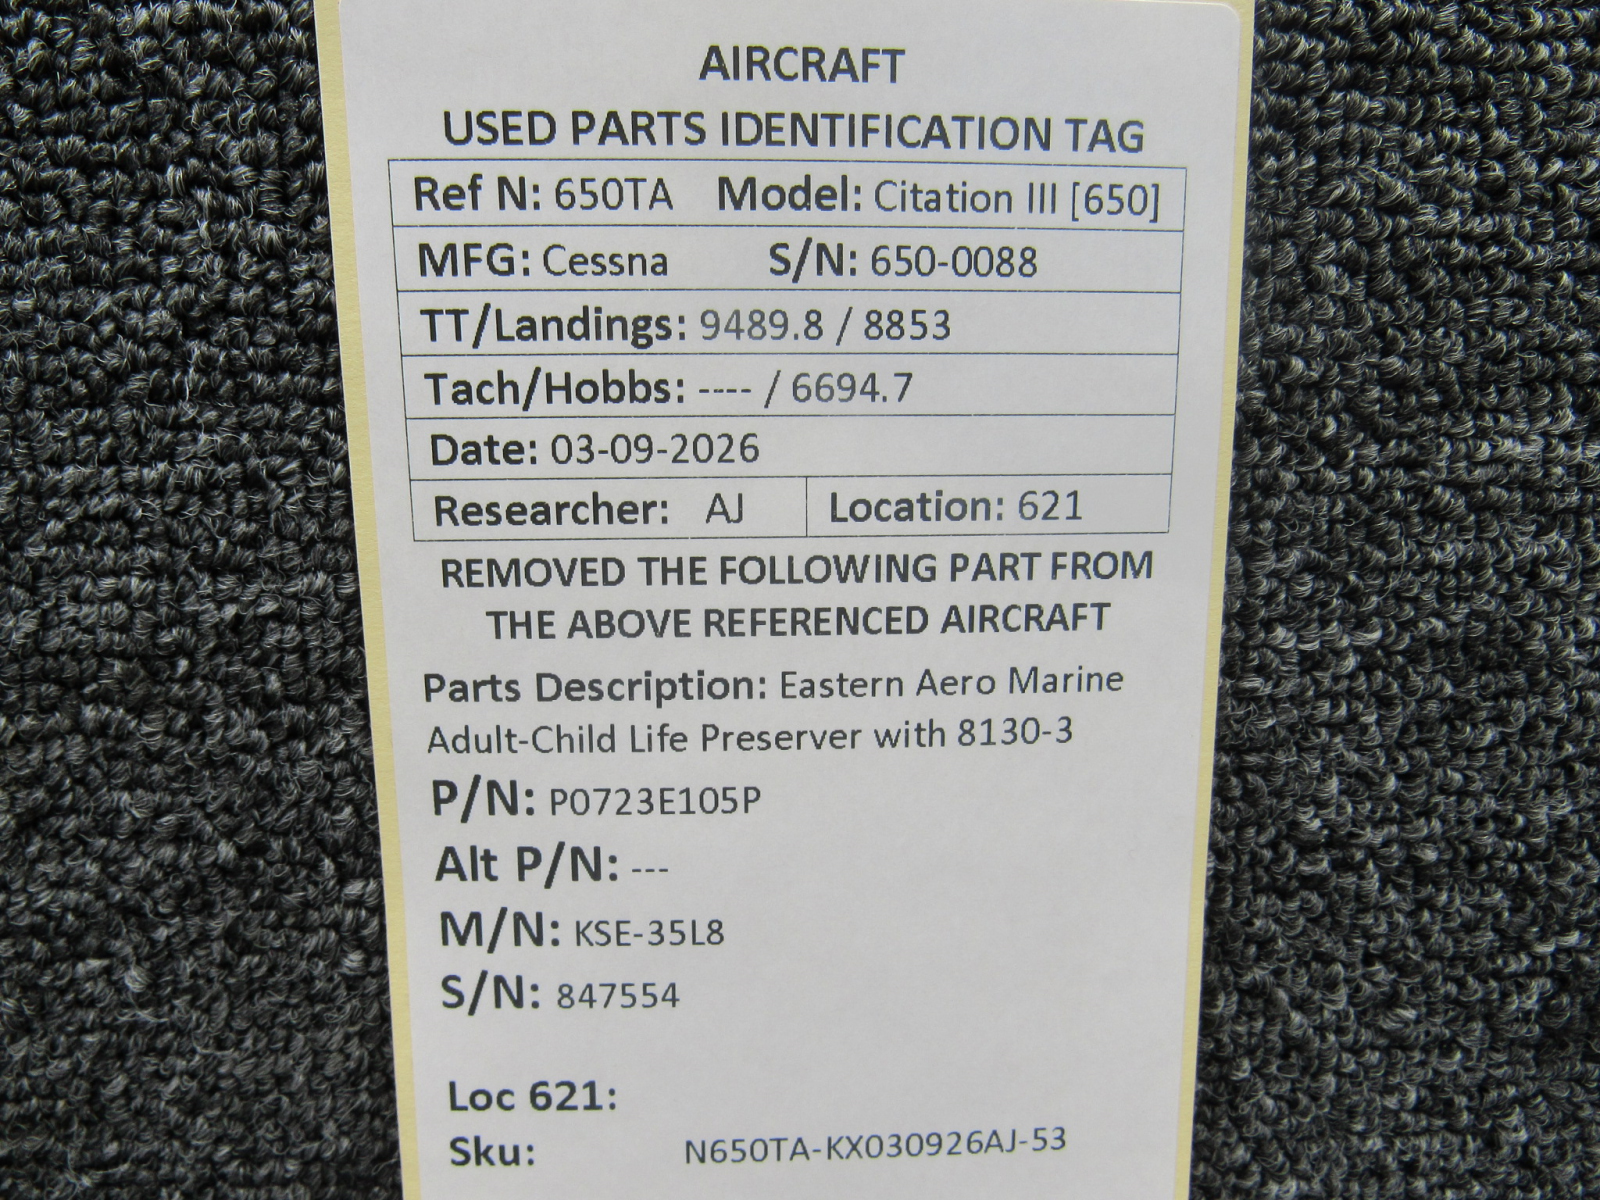 AIRCRAFT
USED PARTS IDENTIFICATION TAG
Ref N: 650TA Model: Citation III [650]
MFG: Cessna S/N: 650-0088
TT/Landings: 9489.8 / 8853
Tach/Hobbs: ---- / 6694.7
Date: 03-09-2026
Researcher: AJ Location: 621
REMOVED THE FOLLOWING PART FROM
THE ABOVE REFERENCED AIRCRAFT
Parts Description: Eastern Aero Marine
Adult-Child Life Preserver with 8130-3
P/N: P0723E105P
Alt P/N: ---
M/N: KSE-35L8
S/N: 847554
Loc 621:
Sku: N650TA-KX030926AJ-53